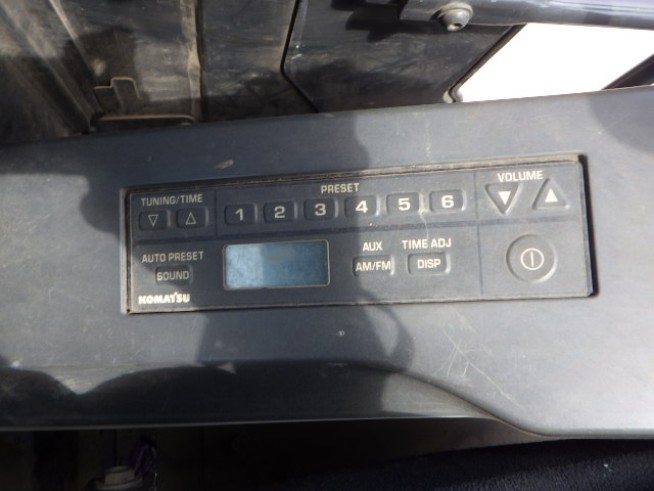 TUNING/TIME
PRESET
VOLUME
1 2 3 4 5 6
AUTO PRESET
SOUND
AUX
TIME ADJ
AM/FM
DISP
KOMATSU